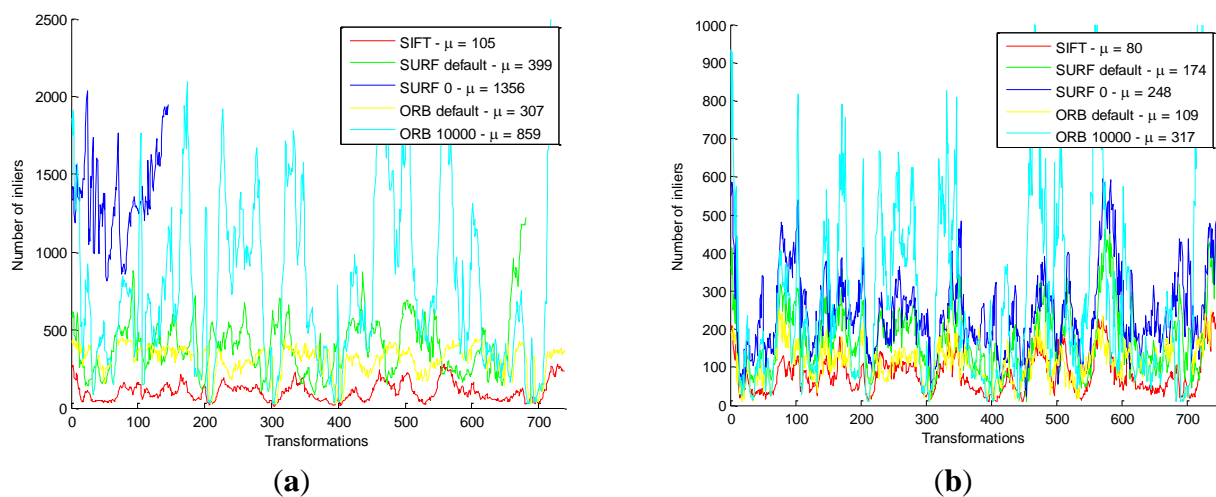 2500
2000
1500
1000
500
0
Number of inliers
0 100 200 300 400 500 600 700
Transformations
SIFT - μ = 105
SURF default - μ = 399
SURF 0 - μ = 1356
ORB default - μ = 307
ORB 10000 - μ = 859
(a)
1000
900
800
700
600
500
400
300
200
100
0
Number of inliers
0 100 200 300 400 500 600 700
Transformations
SIFT - μ = 80
SURF default - μ = 174
SURF 0 - μ = 248
ORB default - μ = 109
ORB 10000 - μ = 317
(b)